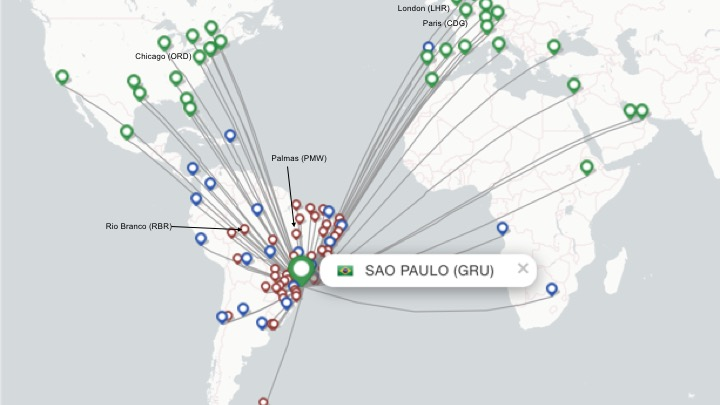 London (LHR)
Paris (CDG)
Chicago (ORD)
Palmas (PMW)
Rio Branco (RBR)
SAO PAULO (GRU) ×